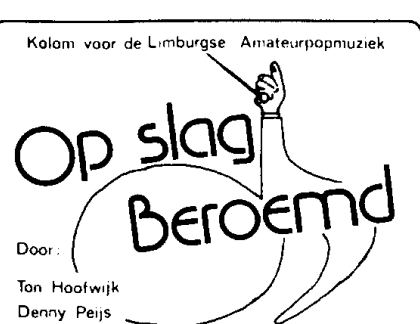 Kolom voor de Limburgse Amateurpopmuziek
Op slag
Beroemd
Door:
Ton Hoofwijk
Denny Peijs